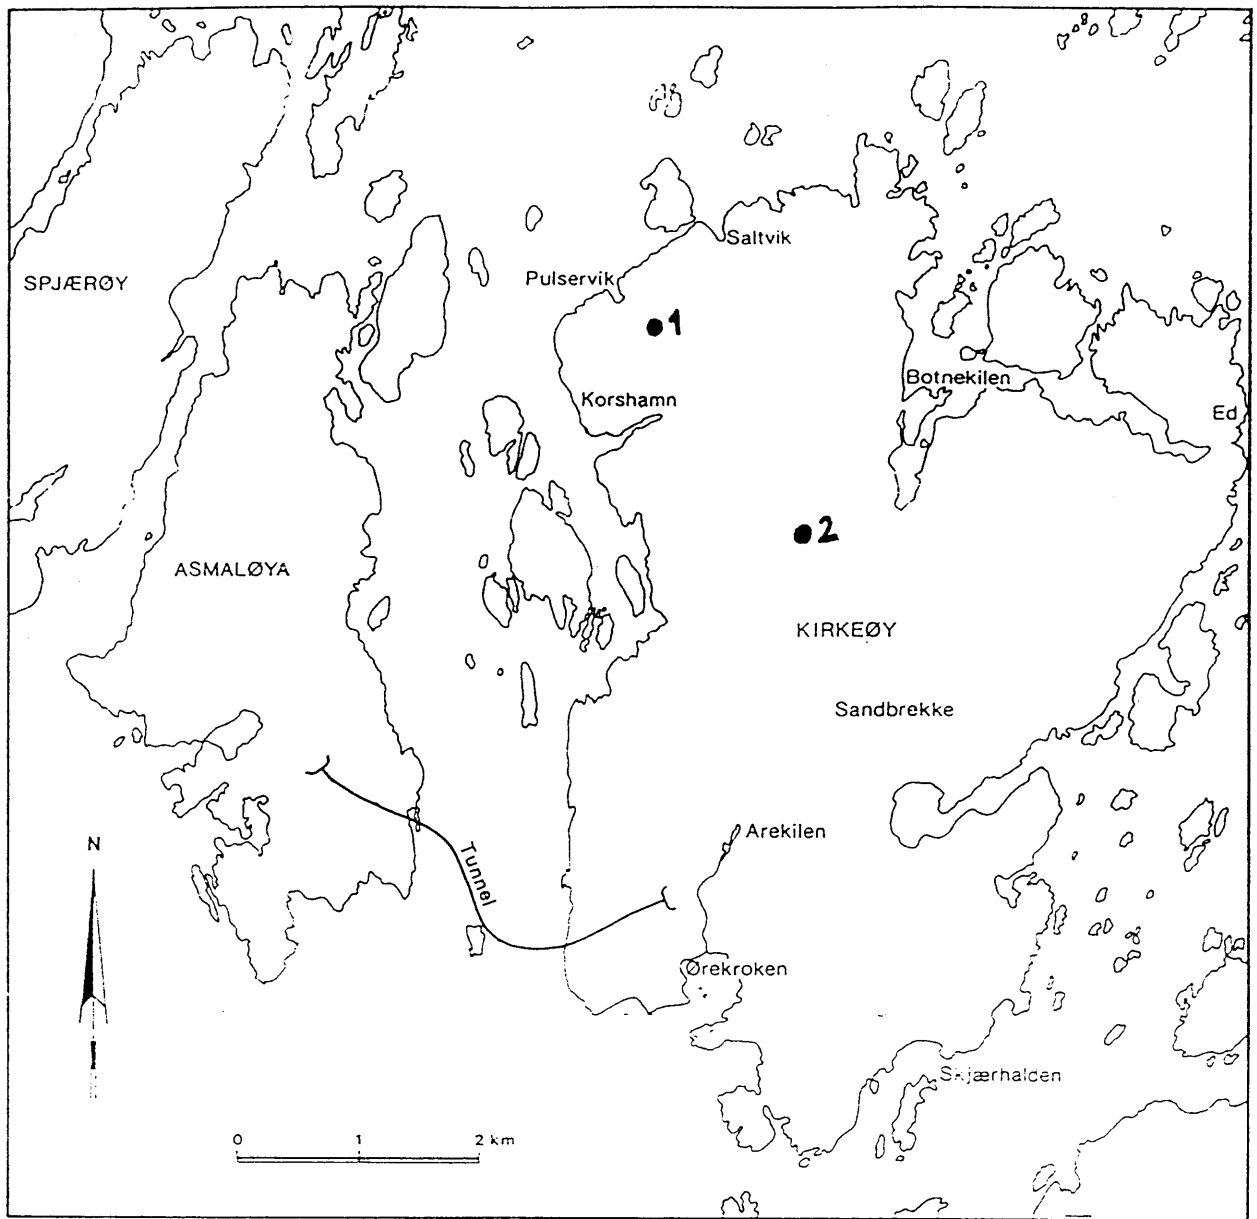 Saltvik
SPJÆRØY
Pulservik
1
Botnekilen
Korshamn
Ed
2
ASMALØYA
KIRKEØY
Sandbrekke
Arekilen
N
Tunnel
Ørekroken
Skjærhalden
0 1 2 km